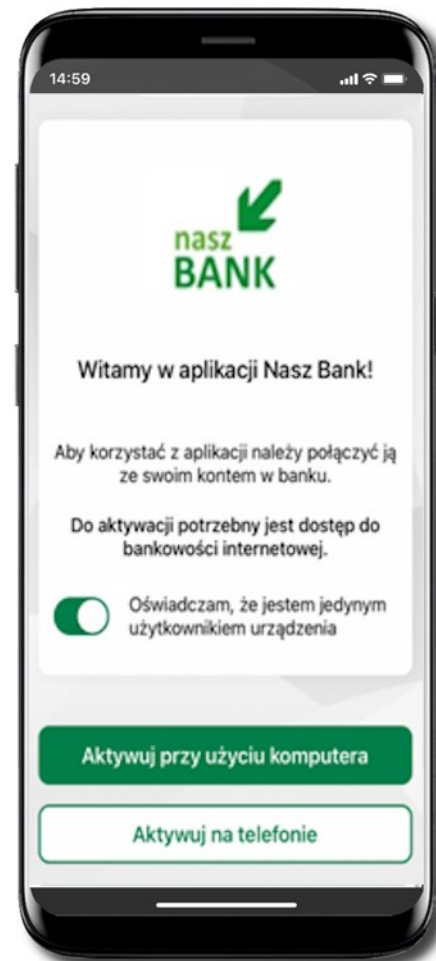 14:59
nasz
BANK
Witamy w aplikacji Nasz Bank!
Aby korzystać z aplikacji należy połączyć ją
ze swoim kontem w banku.
Do aktywacji potrzebny jest dostęp do
bankowości internetowej.
Oświadczam, że jestem jedynym
użytkownikiem urządzenia
Aktywuj przy użyciu komputera
Aktywuj na telefonie